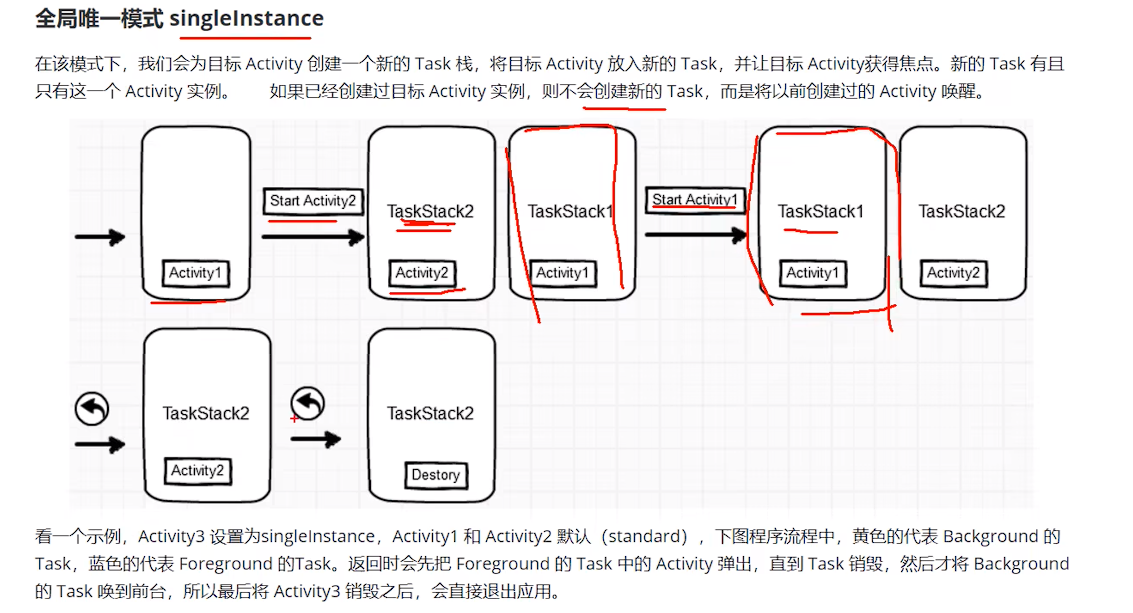 全局唯一模式 singleInstance
在该模式下，我们会为目标 Activity 创建一个新的 Task 栈，将目标 Activity 放入新的 Task，并让目标 Activity获得焦点。新的 Task 有且
只有这一个 Activity 实例。 如果已经创建过目标 Activity 实例，则不会创建新的 Task，而是将以前创建过的 Activity 唤醒。
Start Activity2
Start Activity1
TaskStack2
TaskStack1
TaskStack1
TaskStack2
Activity1
Activity2
Activity1
Activity1
Activity2
TaskStack2
TaskStack2
Activity2
Destory
看一个示例，Activity3 设置为singleInstance，Activity1 和 Activity2 默认（standard），下图程序流程中，黄色的代表 Background 的
Task，蓝色的代表 Foreground 的Task。返回时会先把 Foreground 的 Task 中的 Activity 弹出，直到 Task 销毁，然后才将 Background
的 Task 唤到前台，所以最后将 Activity3 销毁之后，会直接退出应用。